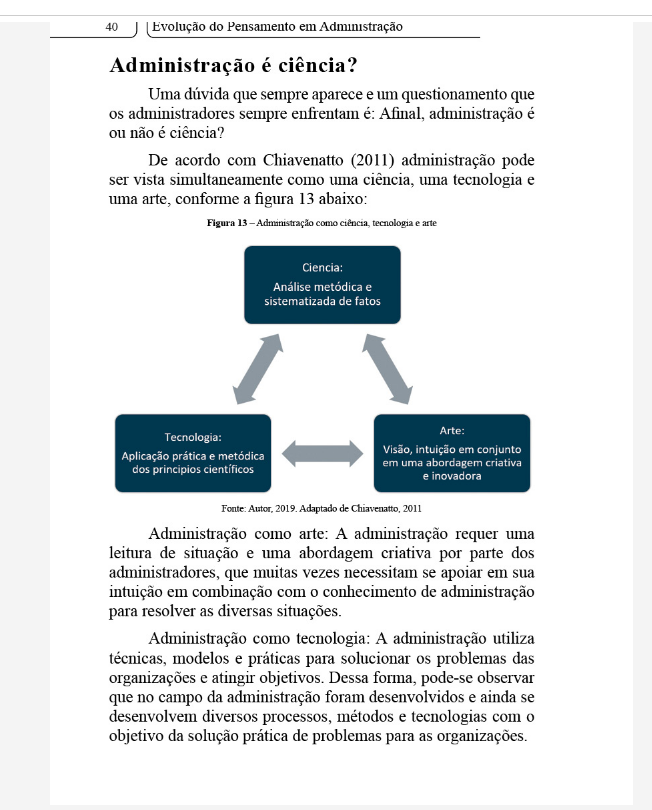 40
Evolução do Pensamento em Administração
Administração é ciência?
Uma dúvida que sempre aparece e um questionamento que
os administradores sempre enfrentam é: Afinal, administração é
ou não é ciência?
De acordo com Chiavenatto (2011) administração pode
ser vista simultaneamente como uma ciência, uma tecnologia e
uma arte, conforme a figura 13 abaixo:
Figura 13 – Administração como ciência, tecnologia e arte
Ciencia:
Análise metódica e
sistematizada de fatos
Tecnologia:
Aplicação prática e metódica
dos principios científicos
Arte:
Visão, intuição em conjunto
em uma abordagem criativa
e inovadora
Fonte: Autor, 2019. Adaptado de Chiavenatto, 2011
Administração como arte: A administração requer uma
leitura de situação e uma abordagem criativa por parte dos
administradores, que muitas vezes necessitam se apoiar em sua
intuição em combinação com o conhecimento de administração
para resolver as diversas situações.
Administração como tecnologia: A administração utiliza
técnicas, modelos e práticas para solucionar os problemas das
organizações e atingir objetivos. Dessa forma, pode-se observar
que no campo da administração foram desenvolvidos e ainda se
desenvolvem diversos processos, métodos e tecnologias com o
objetivo da solução prática de problemas para as organizações.